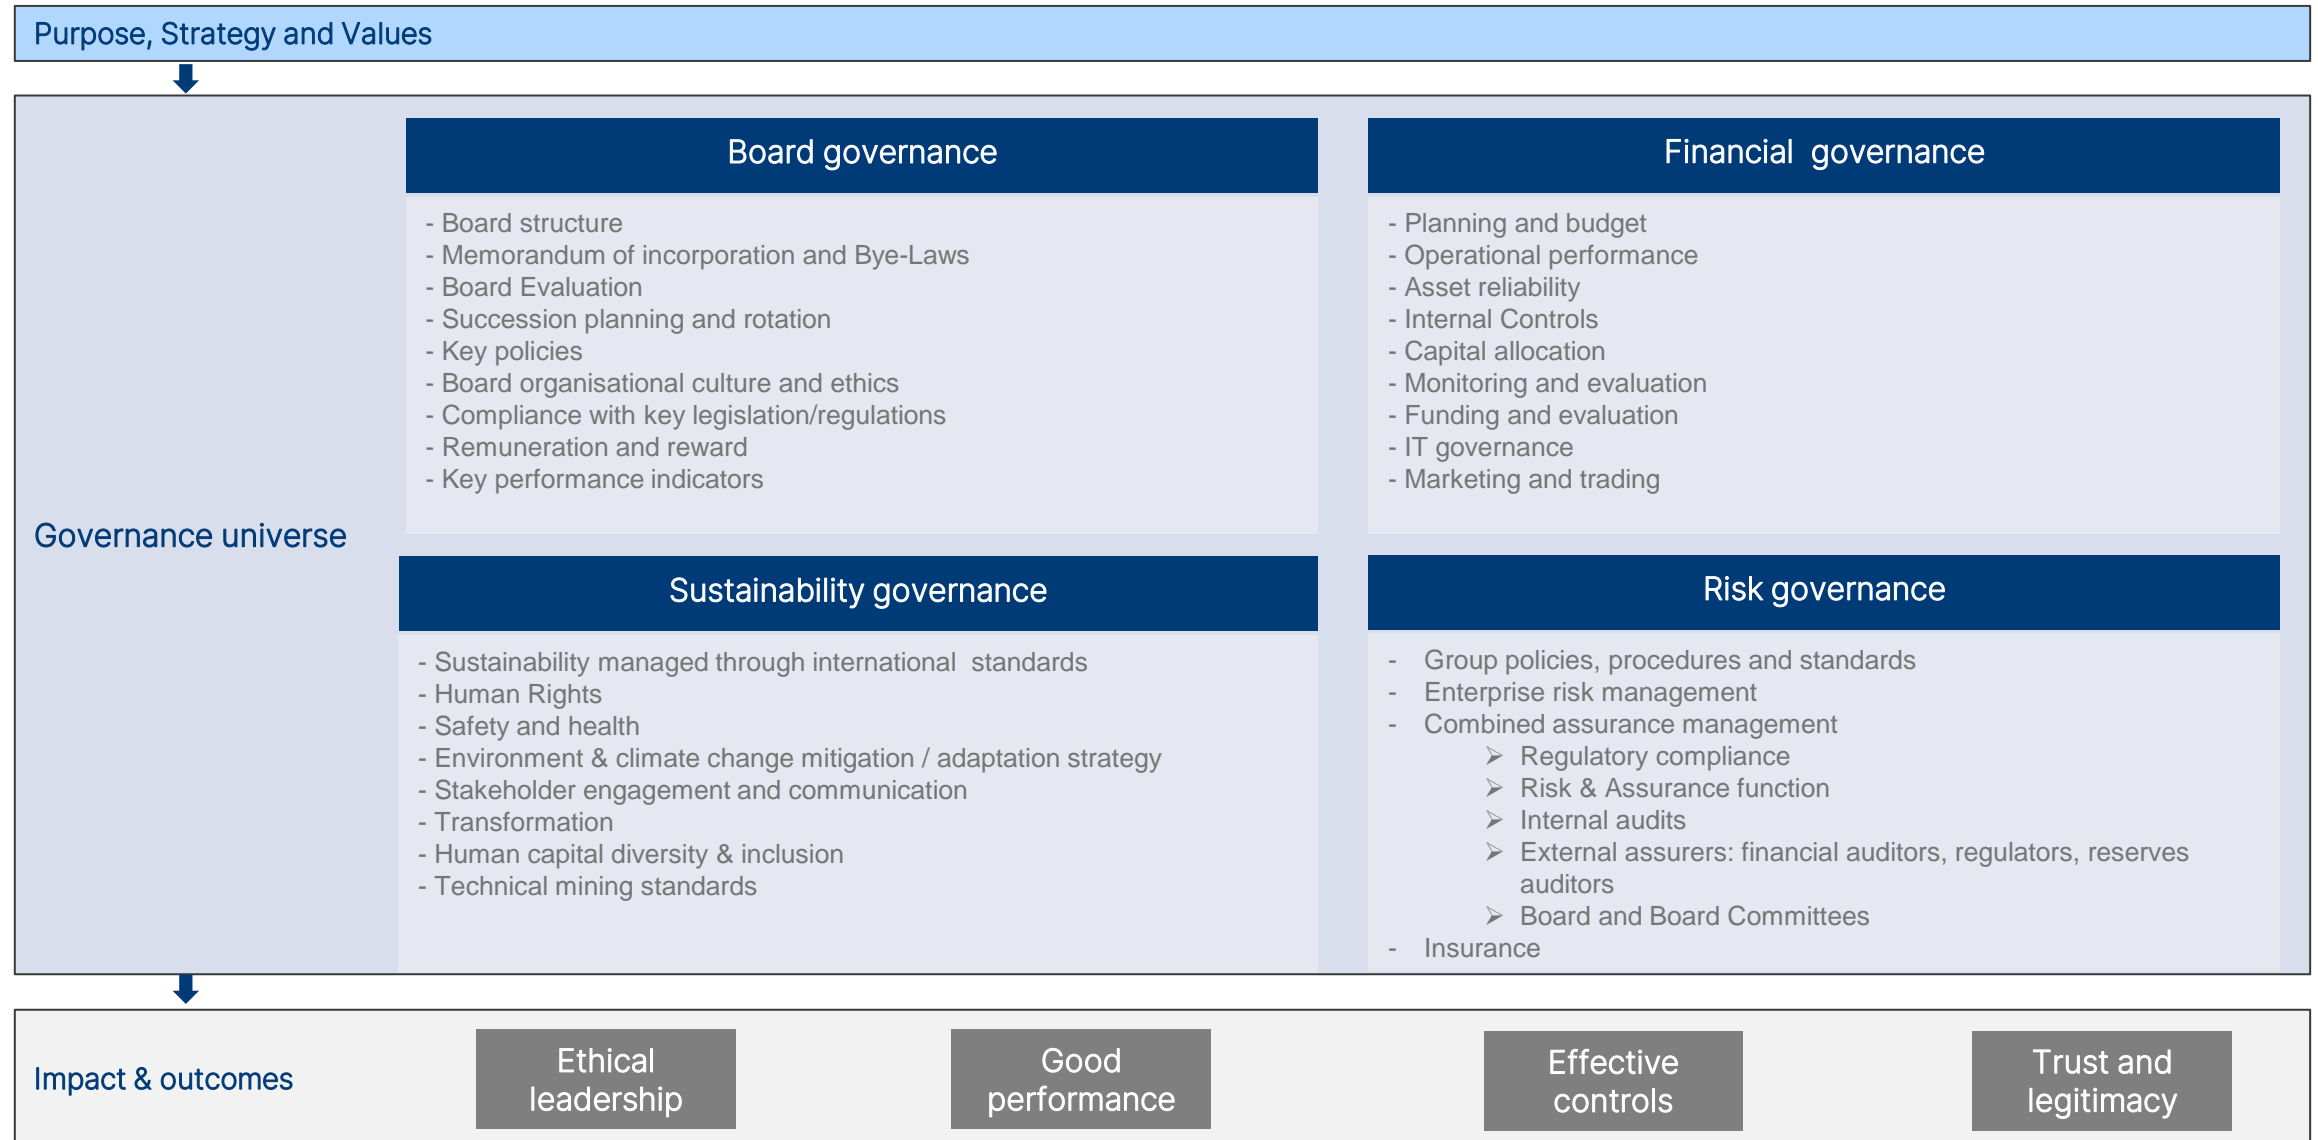 Purpose, Strategy and Values
Governance universe
Board governance
- Board structure
- Memorandum of incorporation and Bye-Laws
- Board Evaluation
- Succession planning and rotation
- Key policies
- Board organisational culture and ethics
- Compliance with key legislation/regulations
- Remuneration and reward
- Key performance indicators
Financial  governance
- Planning and budget
- Operational performance
- Asset reliability
- Internal Controls
- Capital allocation
- Monitoring and evaluation
- Funding and evaluation
- IT governance
- Marketing and trading
Sustainability governance
- Sustainability managed through international  standards
- Human Rights
- Safety and health
- Environment & climate change mitigation / adaptation strategy
- Stakeholder engagement and communication
- Transformation
- Human capital diversity & inclusion
- Technical mining standards
Risk governance
- Group policies, procedures and standards
- Enterprise risk management
- Combined assurance management
➢ Regulatory compliance
➢ Risk & Assurance function
➢ Internal audits
➢ External assurers: financial auditors, regulators, reserves
auditors
➢ Board and Board Committees
- Insurance
Impact & outcomes
Ethical
leadership
Good
performance
Effective
controls
Trust and
legitimacy